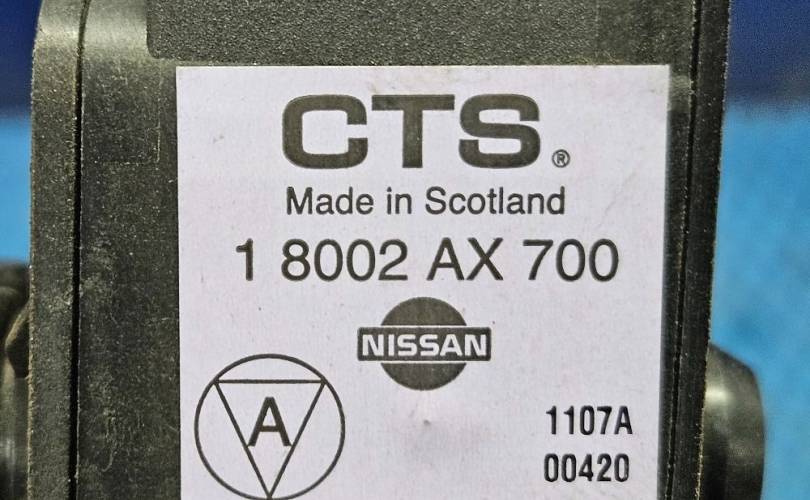 CTS®
Made in Scotland
1 8002 AX 700
NISSAN
A
1107A
00420